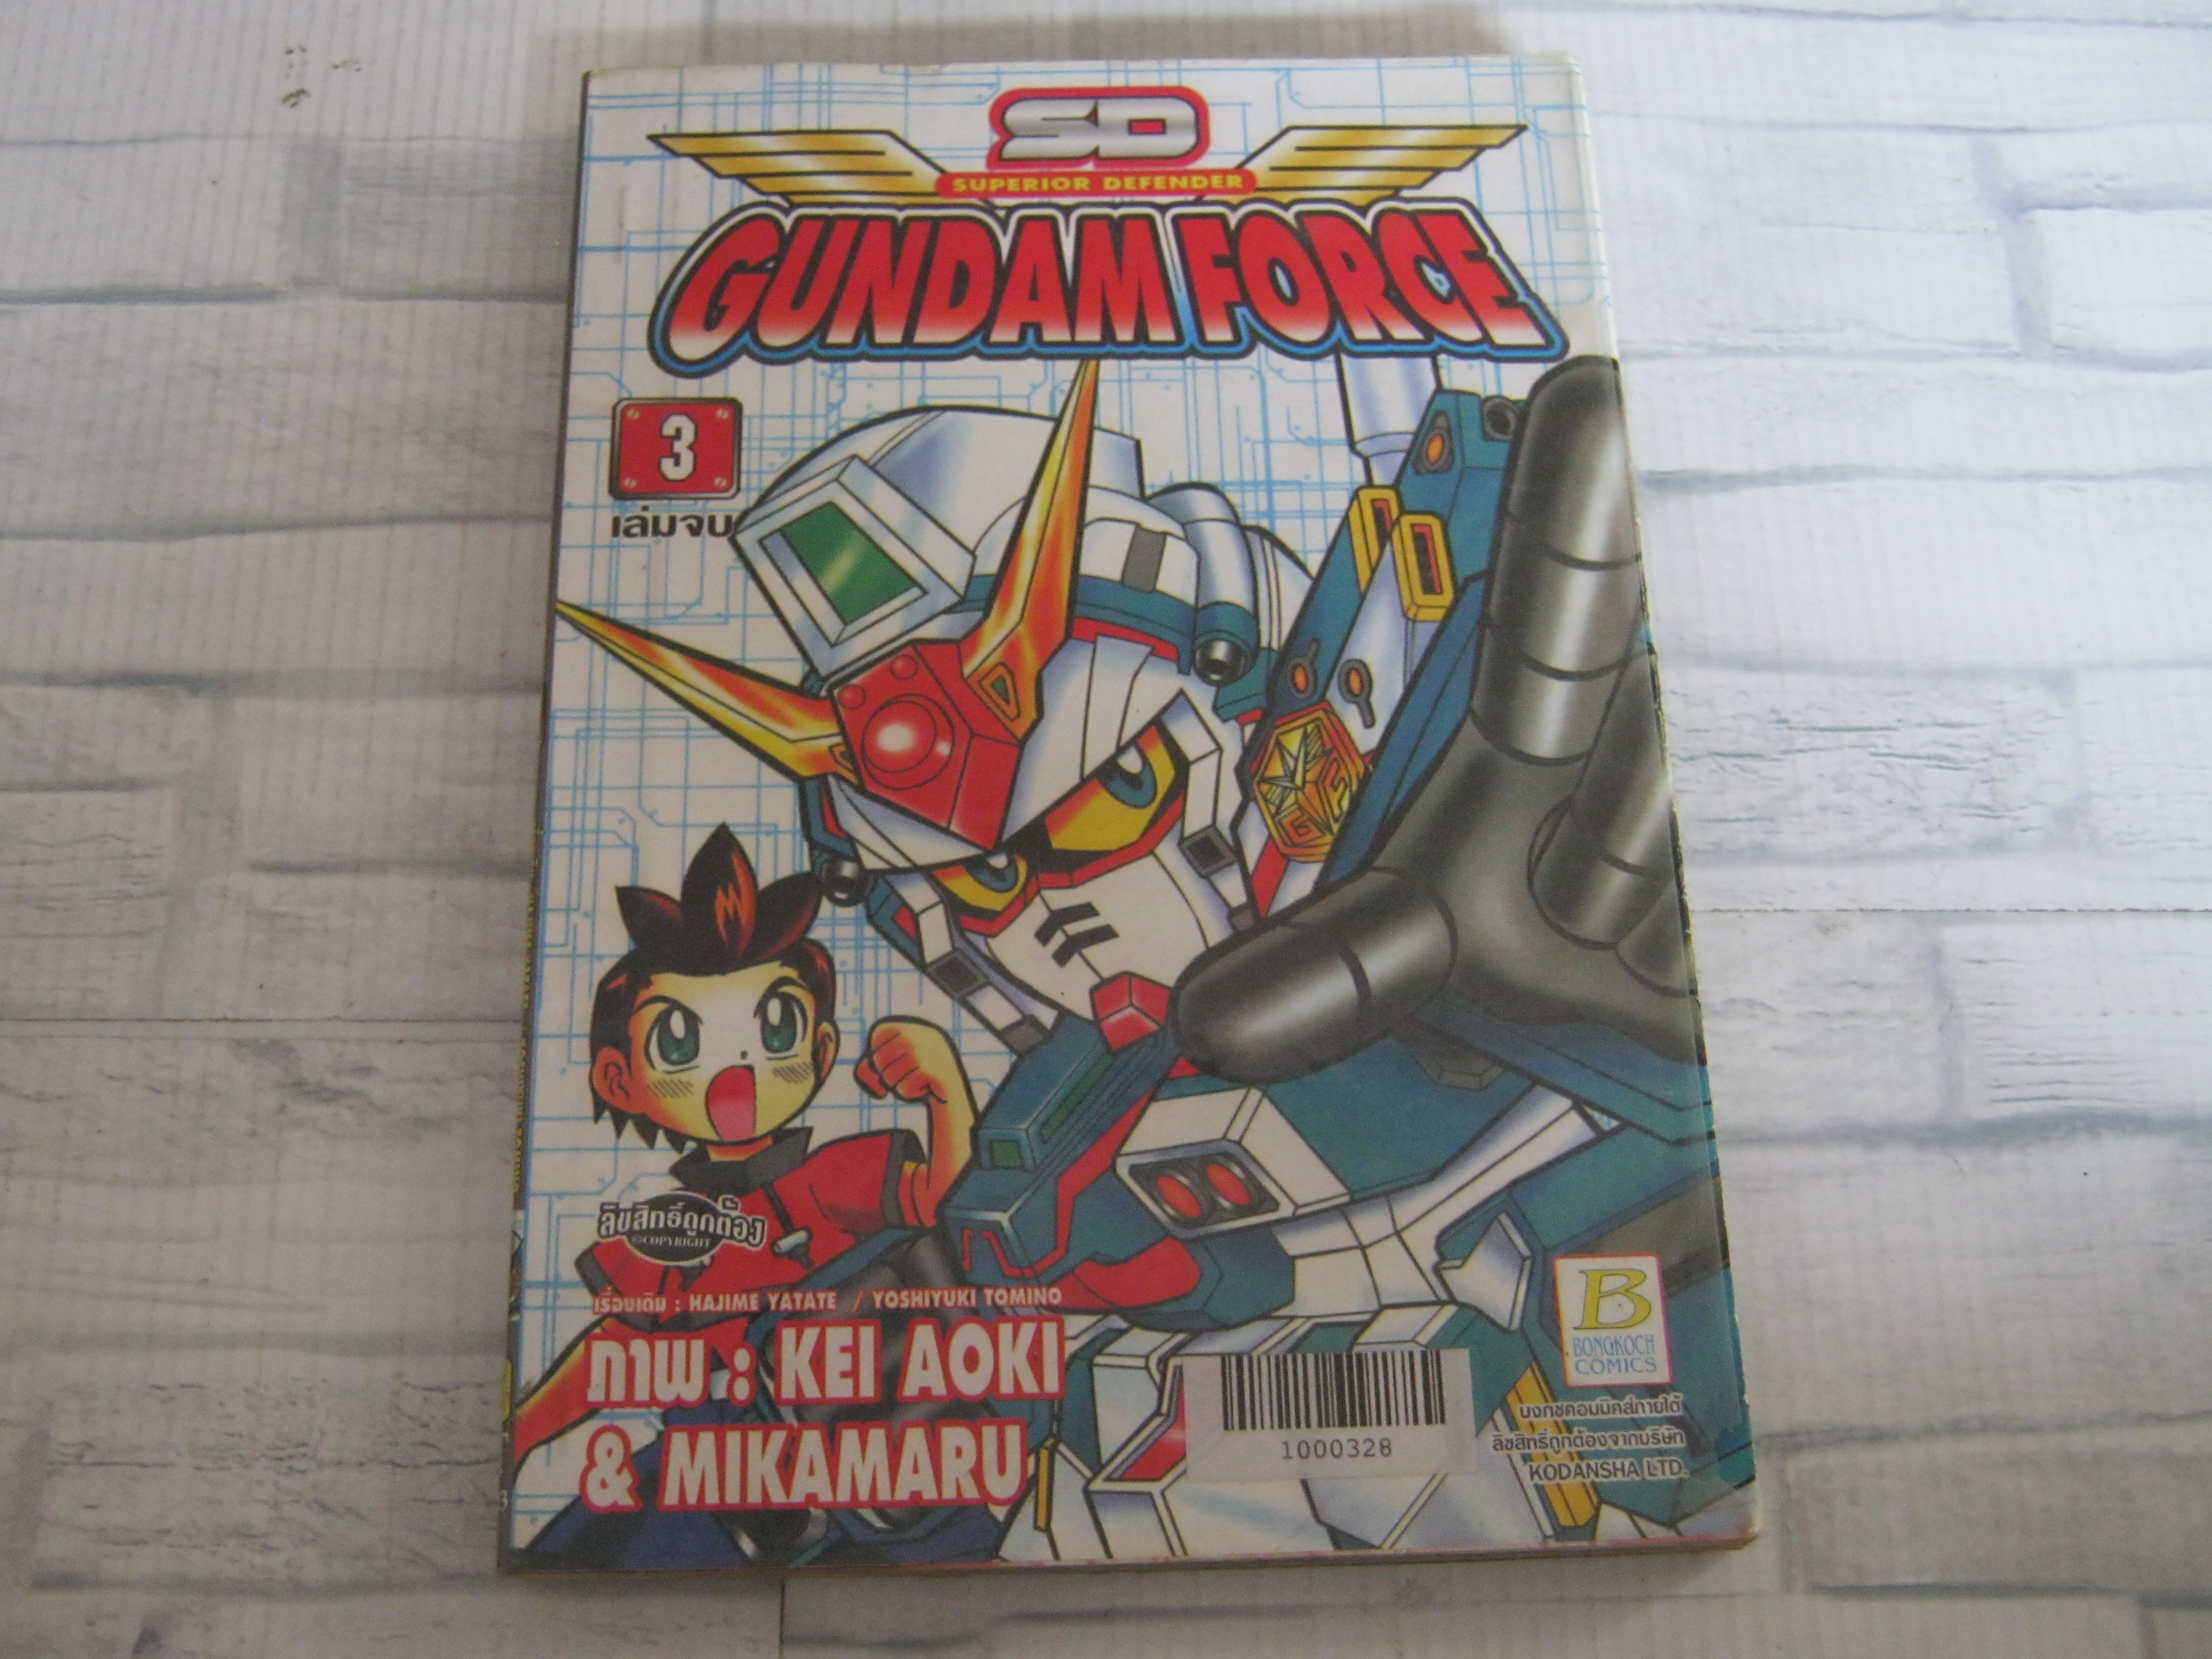 SD
SUPERIOR DEFENDER
GUNDAM FORCE
3
เล่มจบ
ลิขสิทธิ์ถูกต้อง
©COPYRIGHT
เรื่องเดิม : HAJIME YATATE / YOSHIYUKI TOMINO
ภาพ : KEI AOKI
& MIKAMARU
1000328
B
BONGKOCH
COMICS
บงกชคอมมิคส์ภายใต้
ลิขสิทธิ์ถูกต้องจากบริษัท
KODANSHA LTD.